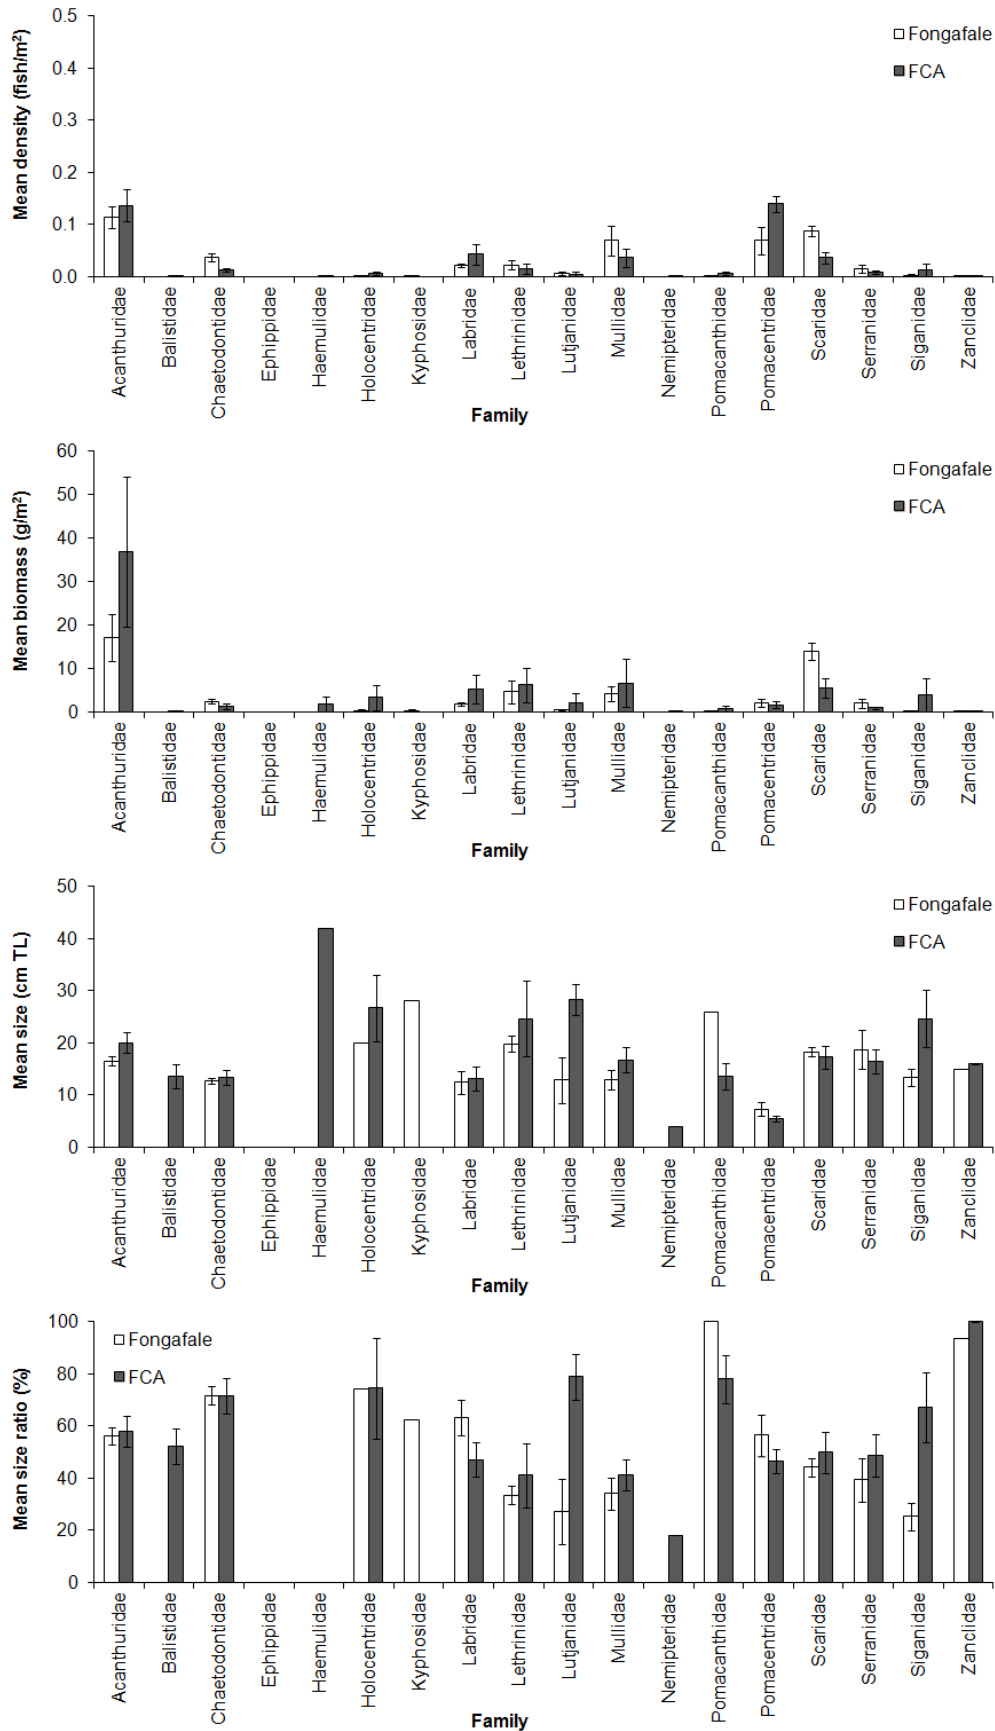 Mean density (fish/m²)
0.5
0.4
0.3
0.2
0.1
0.0
Fongafale
FCA
Acanthuridae
Balistidae
Chaetodontidae
Ephippidae
Haemulidae
Holocentridae
Kyphosidae
Labridae
Lethrinidae
Lutjanidae
Mullidae
Nemipteridae
Pomacanthidae
Pomacentridae
Scaridae
Serranidae
Siganidae
Zanclidae
Family
Mean biomass (g/m²)
60
50
40
30
20
10
0
Fongafale
FCA
Acanthuridae
Balistidae
Chaetodontidae
Ephippidae
Haemulidae
Holocentridae
Kyphosidae
Labridae
Lethrinidae
Lutjanidae
Mullidae
Nemipteridae
Pomacanthidae
Pomacentridae
Scaridae
Serranidae
Siganidae
Zanclidae
Family
Mean size (cm TL)
50
40
30
20
10
0
Fongafale
FCA
Acanthuridae
Balistidae
Chaetodontidae
Ephippidae
Haemulidae
Holocentridae
Kyphosidae
Labridae
Lethrinidae
Lutjanidae
Mullidae
Nemipteridae
Pomacanthidae
Pomacentridae
Scaridae
Serranidae
Siganidae
Zanclidae
Family
Mean size ratio (%)
100
80
60
40
20
0
Fongafale
FCA
Acanthuridae
Balistidae
Chaetodontidae
Ephippidae
Haemulidae
Holocentridae
Kyphosidae
Labridae
Lethrinidae
Lutjanidae
Mullidae
Nemipteridae
Pomacanthidae
Pomacentridae
Scaridae
Serranidae
Siganidae
Zanclidae
Family